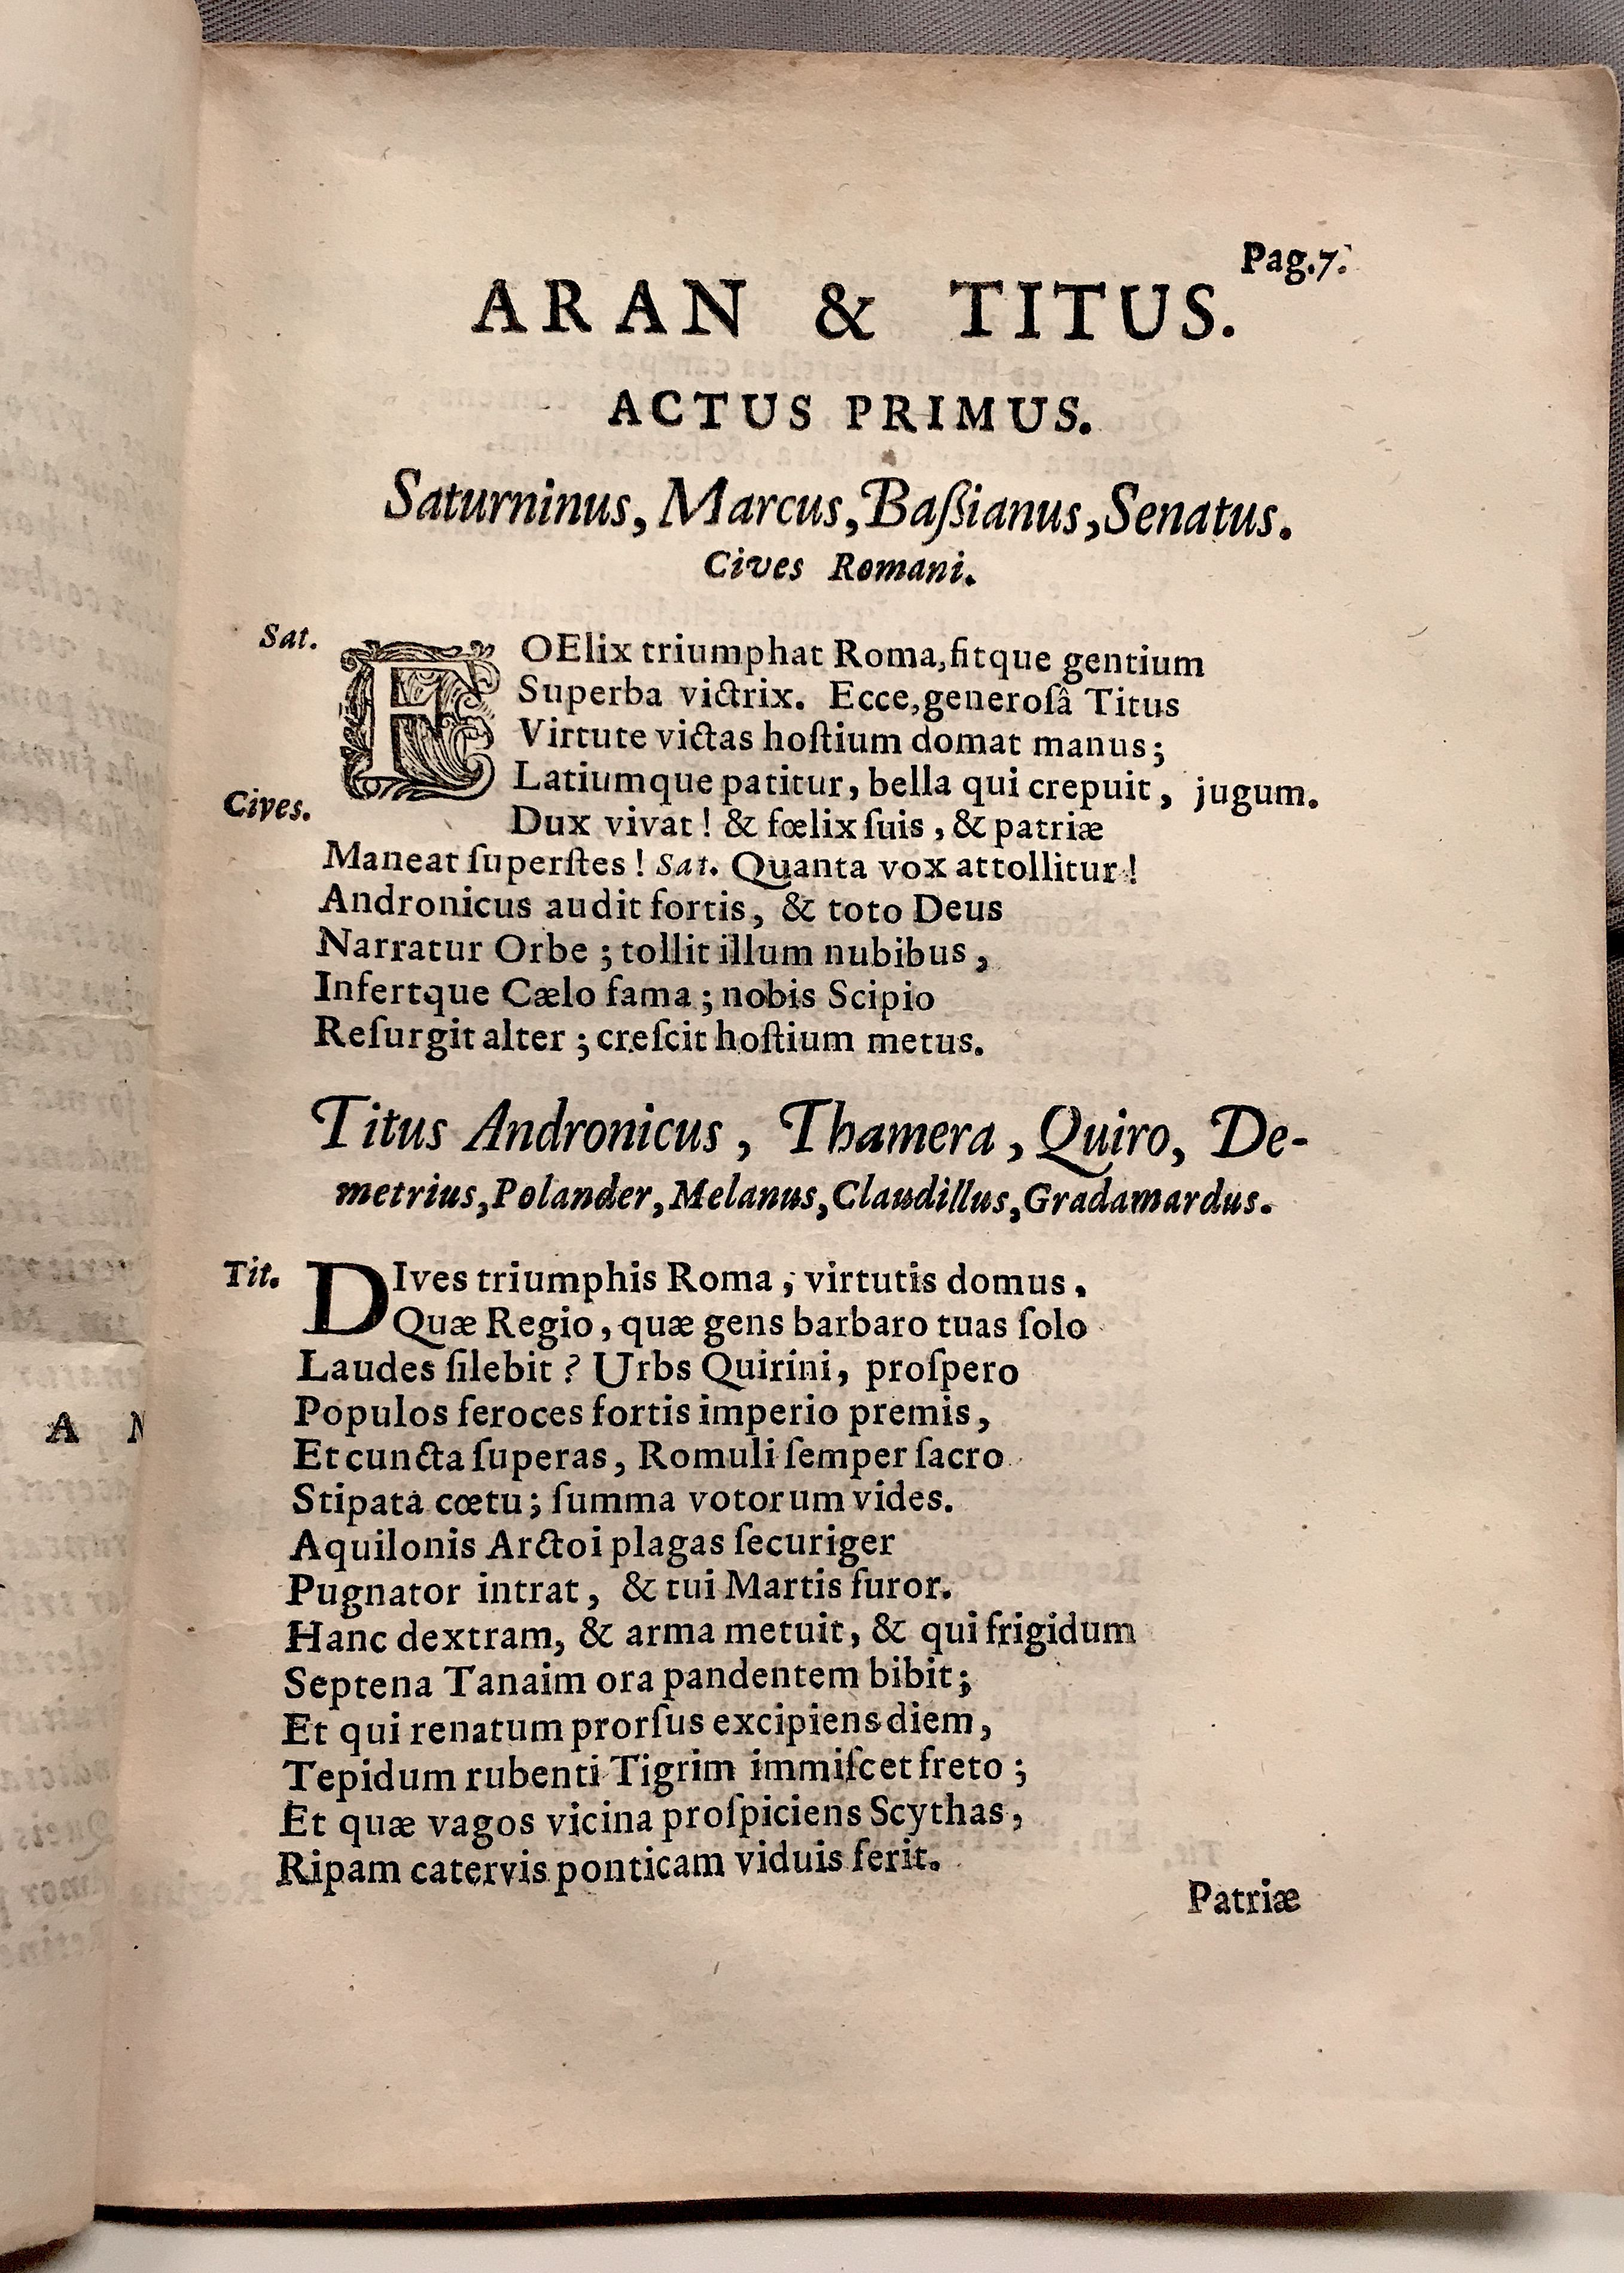 Pag.7.
ARAN & TITUS.
ACTUS PRIMUS.
Saturninus, Marcus, Baſsianus, Senatus.
Cives Romani.
Sat. FOElix triumphat Roma, fitque gentium
Superba victrix. Ecce, generoſâ Titus
Virtute victas hoſtium domat manus;
Latiumque patitur, bella qui crepuit, jugum.
Cives. Dux vivat! & fœlix ſuis, & patriæ
Maneat ſuperſtes! Sat. Quanta vox attollitur!
Andronicus audit fortis, & toto Deus
Narratur Orbe; tollit illum nubibus,
Infertque Cælo fama; nobis Scipio
Reſurgit alter; creſcit hoſtium metus.
Titus Andronicus, Thamera, Quiro, De-
metrius, Polander, Melanus, Claudillus, Gradamardus.
Tit. DIves triumphis Roma, virtutis domus,
Quæ Regio, quæ gens barbaro tuas ſolo
Laudes ſilebit? Urbs Quirini, proſpero
Populos feroces fortis imperio premis,
Et cuncta ſuperas, Romuli ſemper ſacro
Stipata cœtu; ſumma votorum vides.
Aquilonis Arctoi plagas ſecuriger
Pugnator intrat, & tui Martis furor.
Hanc dextram, & arma metuit, & qui frigidum
Septena Tanaim ora pandentem bibit;
Et qui renatum prorſus excipiens diem,
Tepidum rubenti Tigrim immiſcet freto;
Et quæ vagos vicina proſpiciens Scythas,
Ripam catervis ponticam viduis ferit.
Patriæ
A